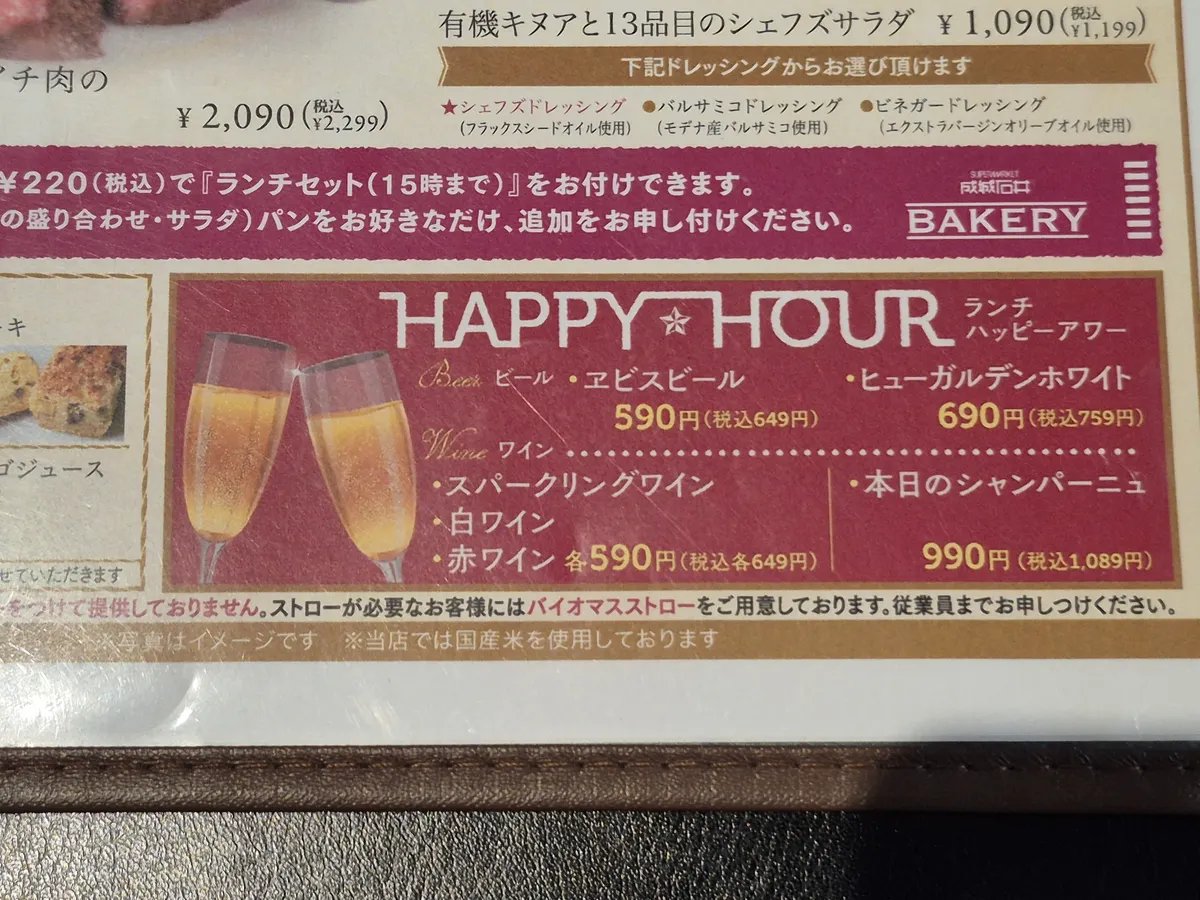 有機キヌアと13品目のシェフズサラダ ¥1,090(税込¥1,199)
下記ドレッシングからお選び頂けます
チ肉の
¥2,090(税込¥2,299)
★シェフズドレッシング ●バルサミコドレッシング ●ビネガードレッシング
(フラックスシードオイル使用) (モデナ産バルサミコ使用) (エクストラバージンオリーブオイル使用)
¥220(税込)で『ランチセット(15時まで)』をお付けできます。
の盛り合わせ・サラダ)パンをお好きなだけ、追加をお申し付けください。
SUPERMARKET
成城石井
BAKERY
キ
ゴジュース
せていただきます
HAPPY☆HOUR ランチ
ハッピーアワー
Beer ビール ・ヱビスビール ・ヒューガルデンホワイト
590円(税込649円) 690円(税込759円)
Wine ワイン
・スパークリングワイン ・本日のシャンパーニュ
・白ワイン
・赤ワイン 各590円(税込各649円) 990円(税込1,089円)
をつけて提供しておりません。ストローが必要なお客様にはバイオマスストローをご用意しております。従業員までお申しつけください。
※写真はイメージです ※当店では国産米を使用しております